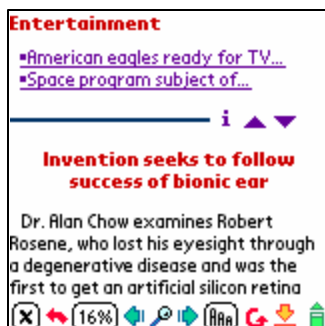 Entertainment
▪American eagles ready for TV...
▪Space program subject of...
i
Invention seeks to follow
success of bionic ear
Dr. Alan Chow examines Robert
Rosene, who lost his eyesight through
a degenerative disease and was the
first to get an artificial silicon retina
X 16% AAA